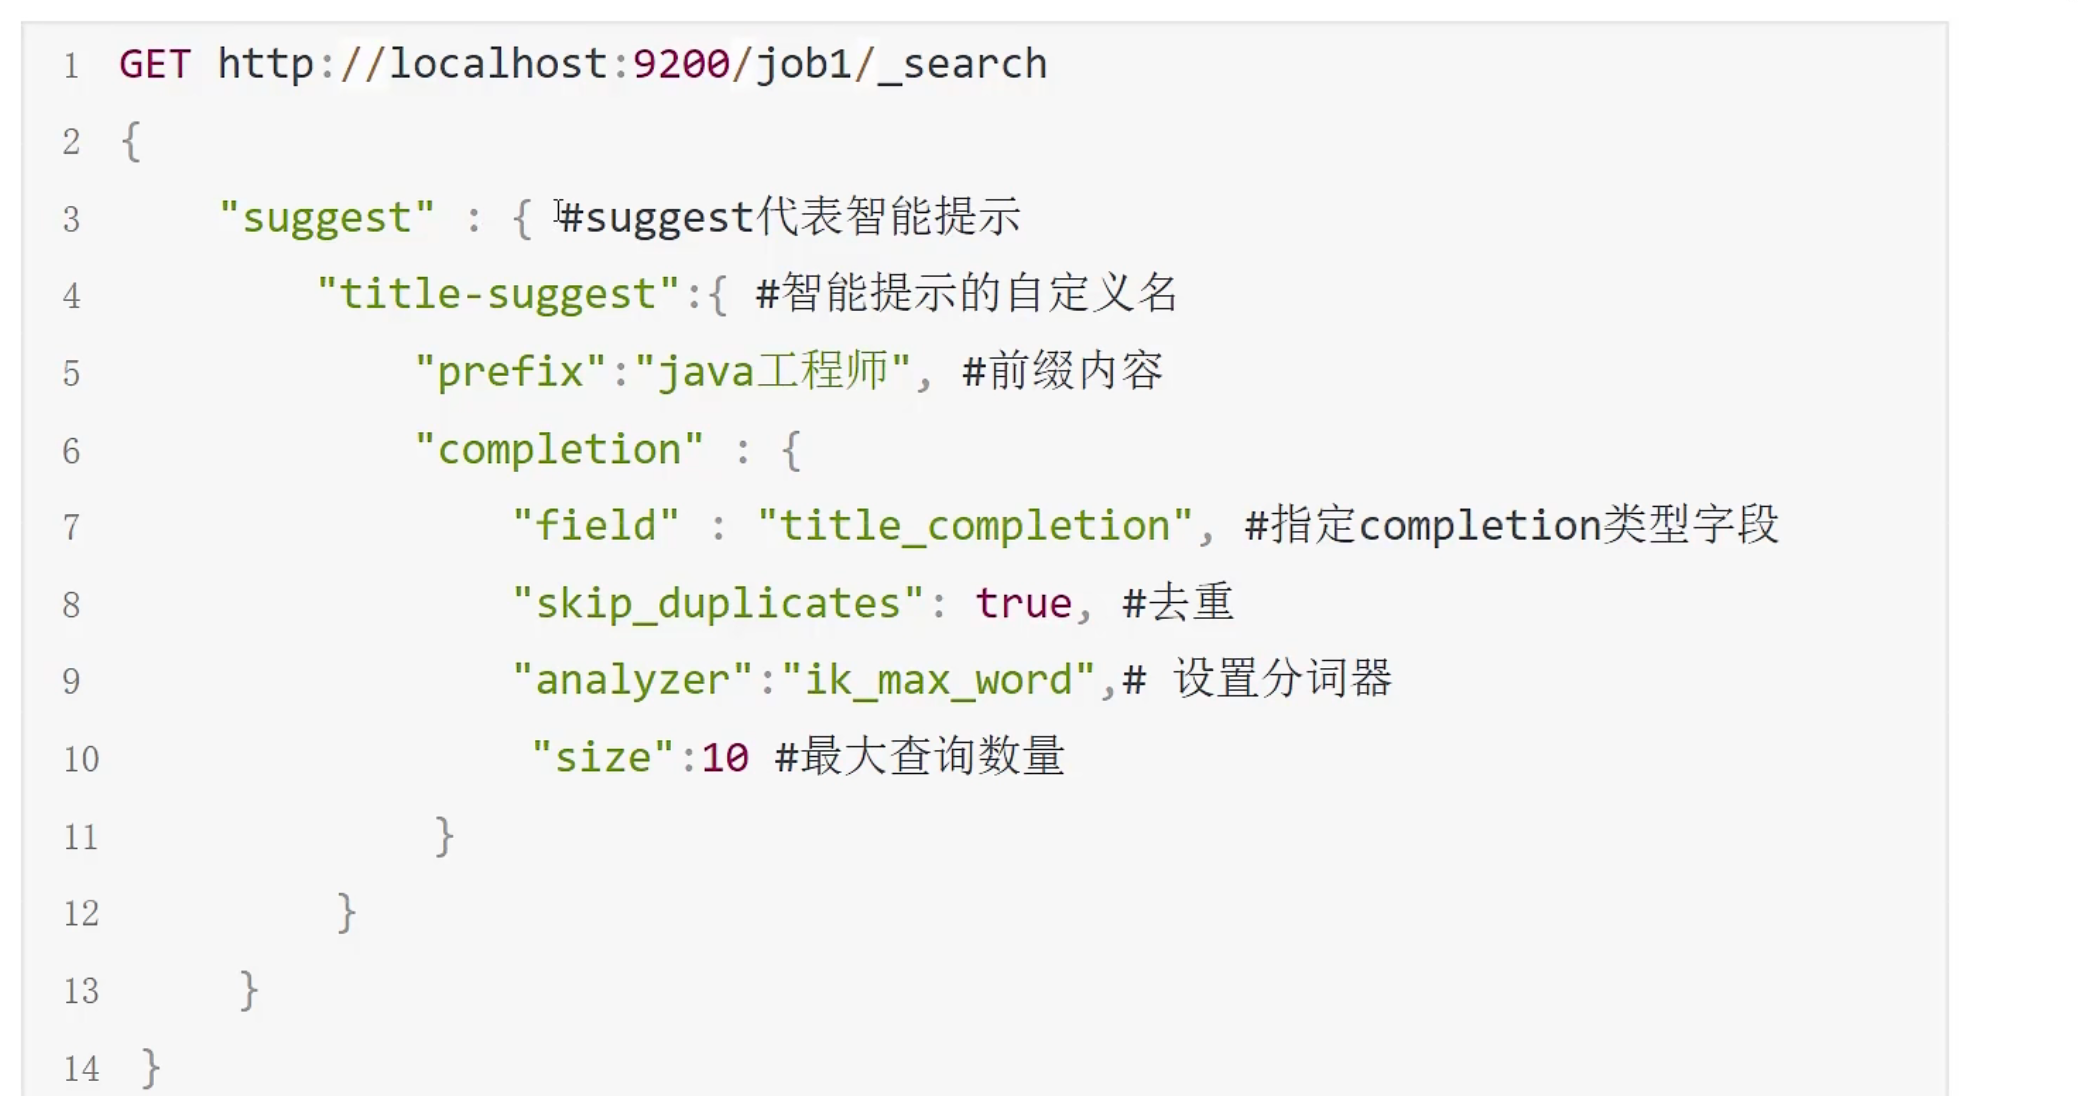 1 GET http://localhost:9200/job1/_search
2 {
3 "suggest" : { #suggest代表智能提示
4 "title-suggest":{ #智能提示的自定义名
5 "prefix":"java工程师", #前缀内容
6 "completion" : {
7 "field" : "title_completion", #指定completion类型字段
8 "skip_duplicates": true, #去重
9 "analyzer":"ik_max_word",# 设置分词器
10 "size":10 #最大查询数量
11 }
12 }
13 }
14 }